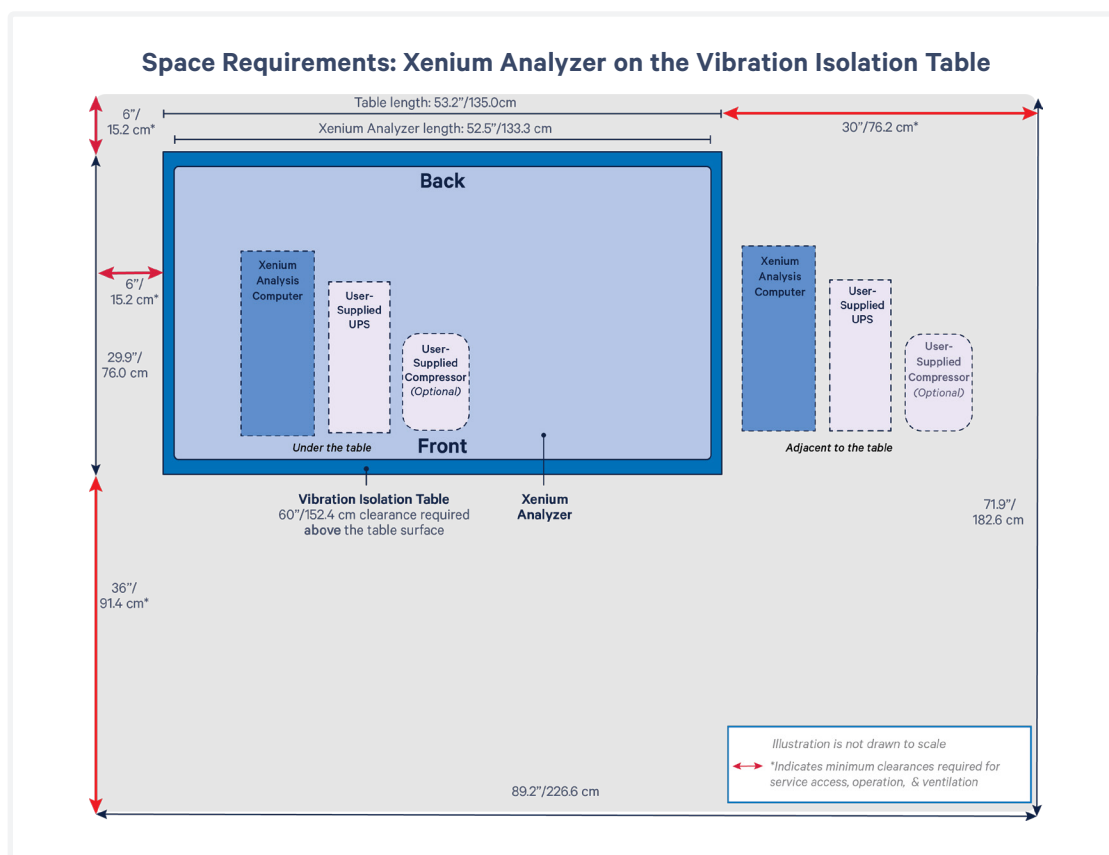 Space Requirements: Xenium Analyzer on the Vibration Isolation Table
6”/
15.2 cm*
Table length: 53.2”/135.0cm
30”/76.2 cm*
Xenium Analyzer length: 52.5”/133.3 cm
Back
6”/
15.2 cm*
29.9”/
76.0 cm
Xenium
Analysis
Computer
User-
Supplied
UPS
User-
Supplied
Compressor
(Optional)
Under the table
Front
Xenium
Analysis
Computer
User-
Supplied
UPS
User-
Supplied
Compressor
(Optional)
Adjacent to the table
Vibration Isolation Table
60”/152.4 cm clearance required
above the table surface
Xenium
Analyzer
71.9”/
182.6 cm
36”/
91.4 cm*
Illustration is not drawn to scale
*Indicates minimum clearances required for
service access, operation, & ventilation
89.2”/226.6 cm